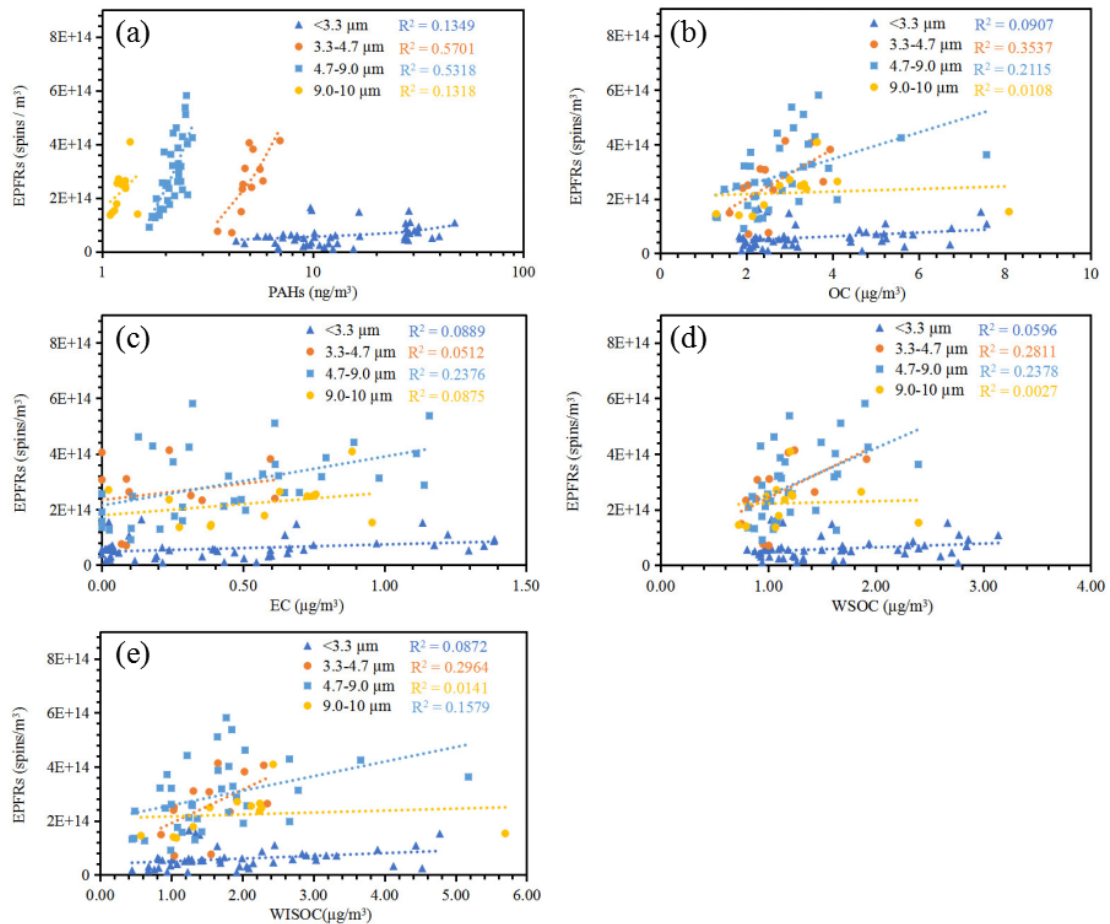 (a)
8E+14
6E+14
4E+14
2E+14
0
EPFRs (spins / m³)
<3.3 µm R² = 0.1349
3.3-4.7 µm R² = 0.5701
4.7-9.0 µm R² = 0.5318
9.0-10 µm R² = 0.1318
1 10 100
PAHs (ng/m³)
(b)
8E+14
6E+14
4E+14
2E+14
0
EPFRs (spins/m³)
<3.3 µm R² = 0.0907
3.3-4.7 µm R² = 0.3537
4.7-9.0 µm R² = 0.2115
9.0-10 µm R² = 0.0108
0 2 4 6 8 10
OC (µg/m³)
(c)
8E+14
6E+14
4E+14
2E+14
0
EPFRs (spins/m³)
<3.3 µm R² = 0.0889
3.3-4.7 µm R² = 0.0512
4.7-9.0 µm R² = 0.2376
9.0-10 µm R² = 0.0875
0.00 0.50 1.00 1.50
EC (µg/m³)
(d)
8E+14
6E+14
4E+14
2E+14
0
EPFRs (spins/m³)
<3.3 µm R² = 0.0596
3.3-4.7 µm R² = 0.2811
4.7-9.0 µm R² = 0.2378
9.0-10 µm R² = 0.0027
0.00 1.00 2.00 3.00 4.00
WSOC (µg/m³)
(e)
8E+14
6E+14
4E+14
2E+14
0
EPFRs (spins/m³)
<3.3 µm R² = 0.0872
3.3-4.7 µm R² = 0.2964
4.7-9.0 µm R² = 0.0141
9.0-10 µm R² = 0.1579
0.00 1.00 2.00 3.00 4.00 5.00 6.00
WISOC(µg/m³)